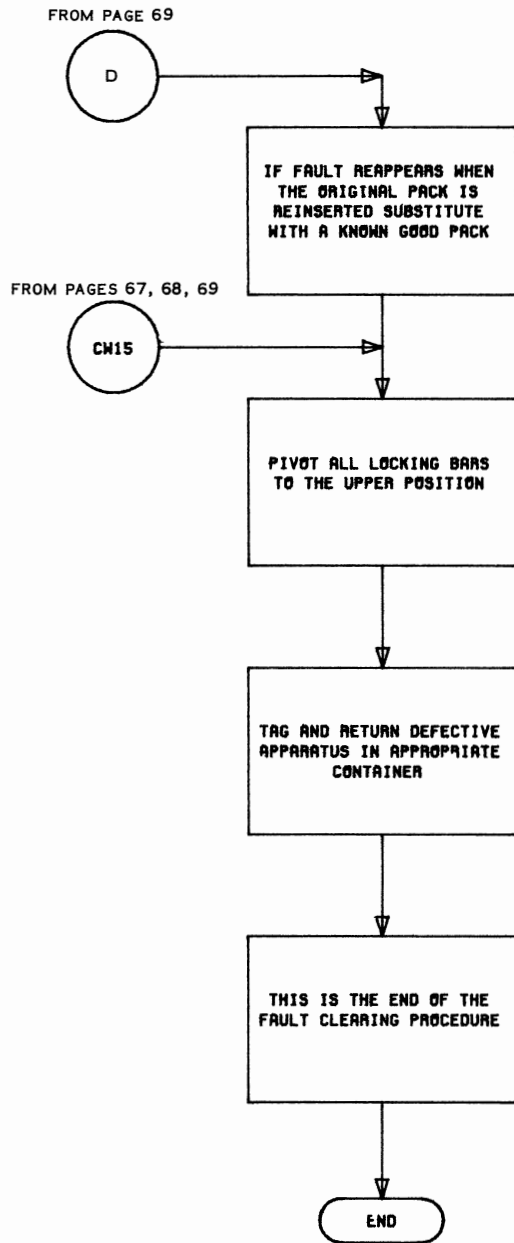 FROM PAGE 69
D
IF FAULT REAPPEARS WHEN
THE ORIGINAL PACK IS
REINSERTED SUBSTITUTE
WITH A KNOWN GOOD PACK
FROM PAGES 67, 68, 69
CW15
PIVOT ALL LOCKING BARS
TO THE UPPER POSITION
TAG AND RETURN DEFECTIVE
APPARATUS IN APPROPRIATE
CONTAINER
THIS IS THE END OF THE
FAULT CLEARING PROCEDURE
END